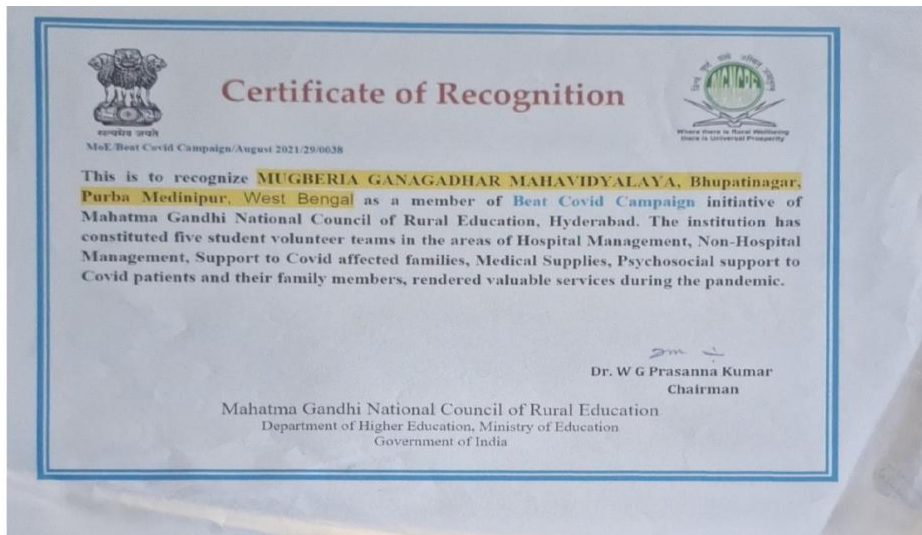 Certificate of Recognition
सत्यमेव जयते
MGNCRE
Where there is Rural Wellbeing
there is Universal Prosperity
MoE/Beat Covid Campaign/August 2021/29/0038
This is to recognize MUGBERIA GANAGADHAR MAHAVIDYALAYA, Bhupatinagar,
Purba Medinipur, West Bengal as a member of Beat Covid Campaign initiative of
Mahatma Gandhi National Council of Rural Education, Hyderabad. The institution has
constituted five student volunteer teams in the areas of Hospital Management, Non-Hospital
Management, Support to Covid affected families, Medical Supplies, Psychosocial support to
Covid patients and their family members, rendered valuable services during the pandemic.
Dr. W G Prasanna Kumar
Chairman
Mahatma Gandhi National Council of Rural Education
Department of Higher Education, Ministry of Education
Government of India